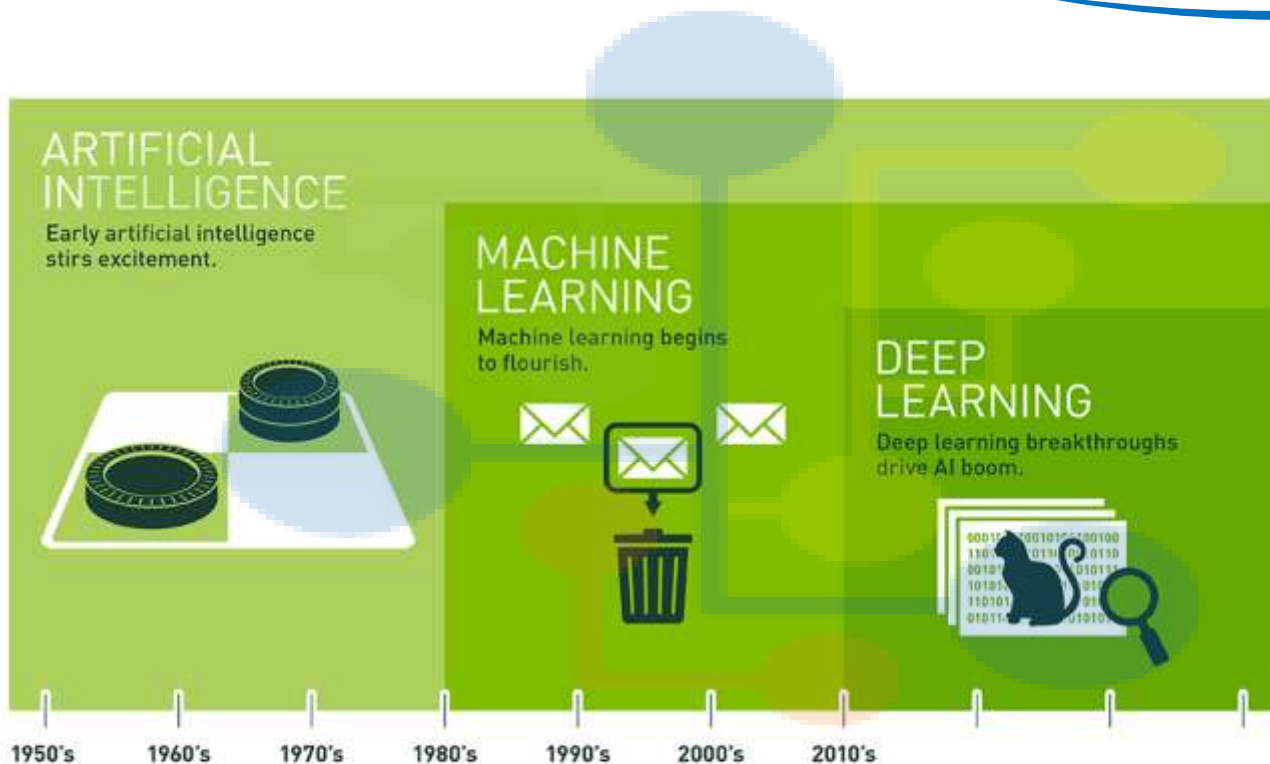 ARTIFICIAL
INTELLIGENCE
Early artificial intelligence
stirs excitement.
MACHINE
LEARNING
Machine learning begins
to flourish.
DEEP
LEARNING
Deep learning breakthroughs
drive AI boom.
1950's 1960's 1970's 1980's 1990's 2000's 2010's